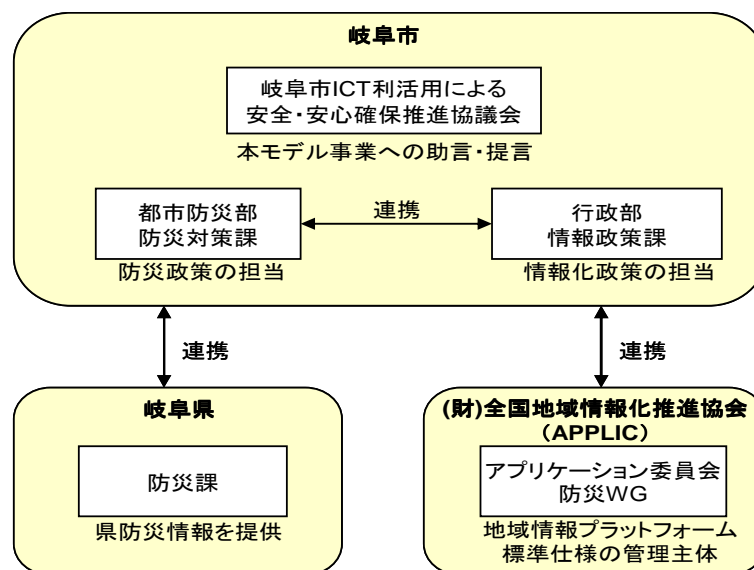 岐阜市
岐阜市ICT利活用による
安全・安心確保推進協議会
本モデル事業への助言・提言
都市防災部
防災対策課
防災政策の担当
連携
行政部
情報政策課
情報化政策の担当
連携
連携
岐阜県
防災課
県防災情報を提供
(財)全国地域情報化推進協会
(APPLIC)
アプリケーション委員会
防災WG
地域情報プラットフォーム
標準仕様の管理主体